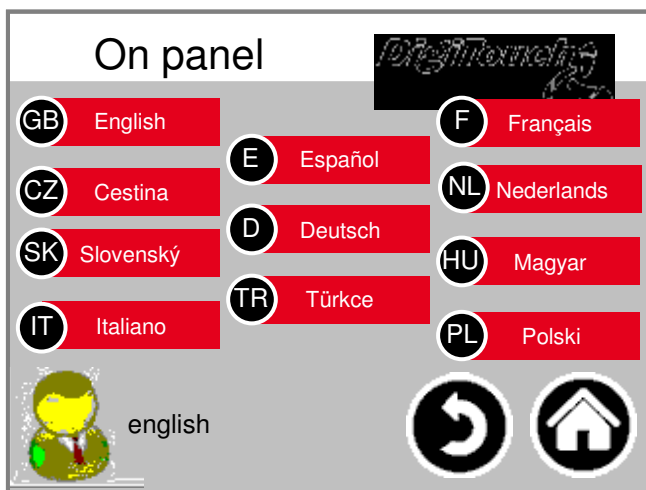 On panel
DigiTouch
GB English
F Français
E Español
CZ Cestina
NL Nederlands
D Deutsch
SK Slovenský
HU Magyar
TR Türkce
IT Italiano
PL Polski
english